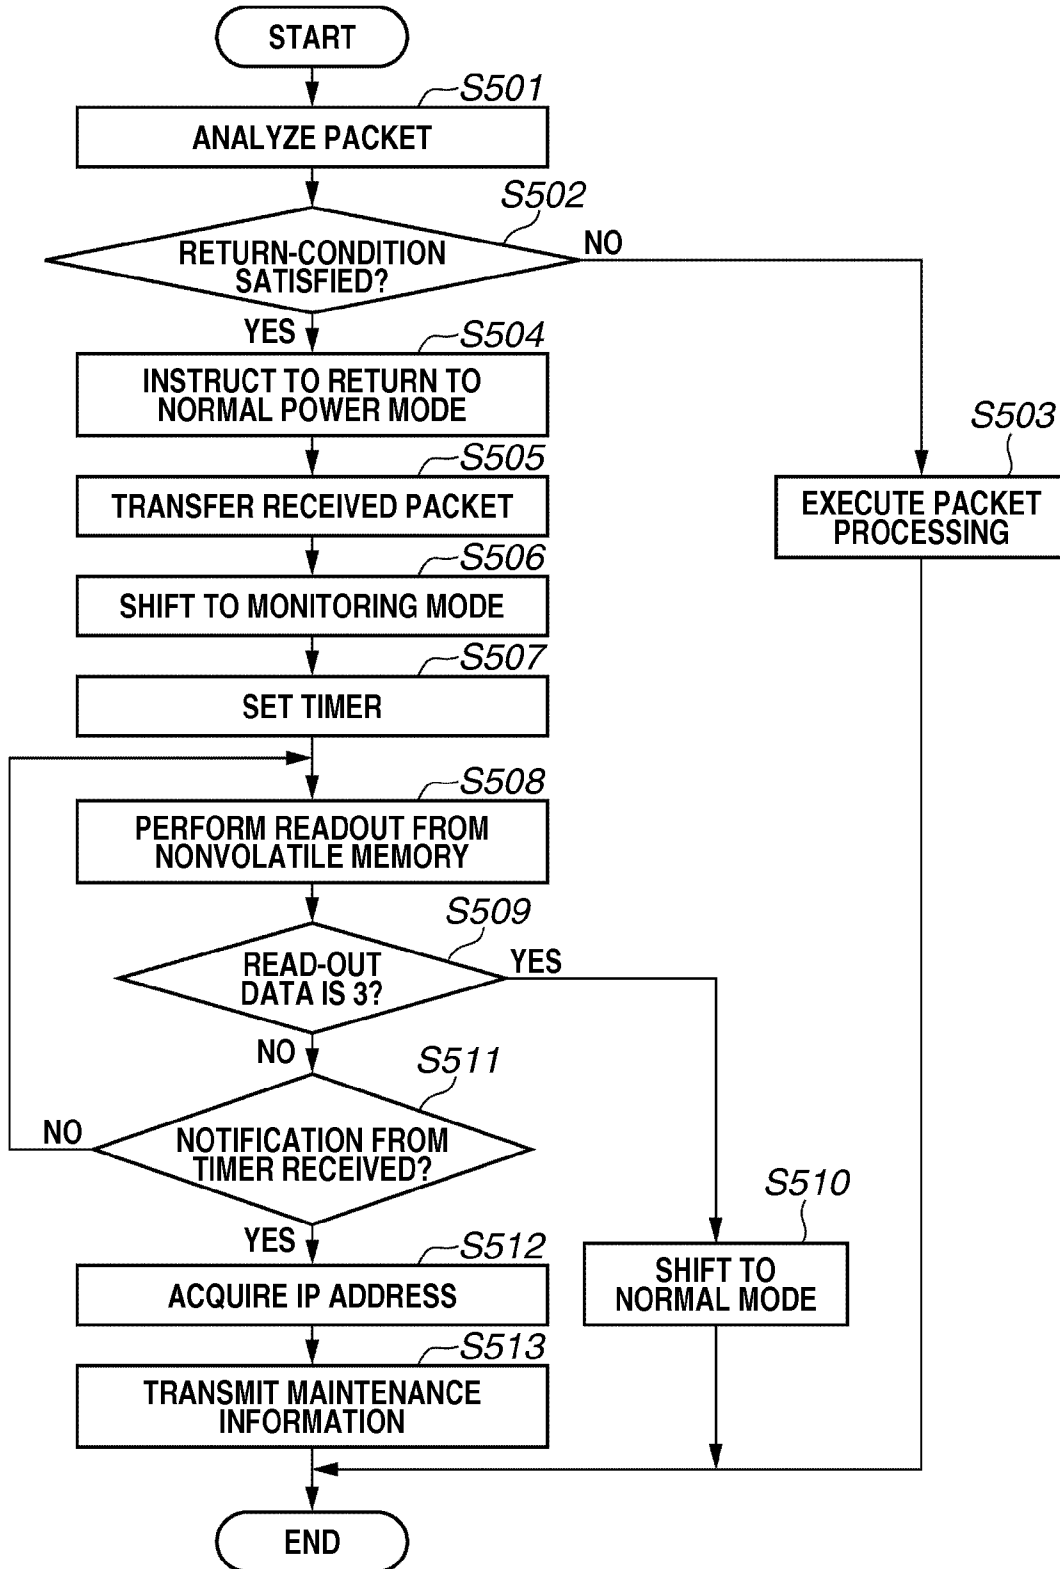 START
S501
ANALYZE PACKET
S502
RETURN-CONDITION
SATISFIED?
NO
YES
S504
INSTRUCT TO RETURN TO
NORMAL POWER MODE
S503
EXECUTE PACKET
PROCESSING
S505
TRANSFER RECEIVED PACKET
S506
SHIFT TO MONITORING MODE
S507
SET TIMER
S508
PERFORM READOUT FROM
NONVOLATILE MEMORY
S509
READ-OUT
DATA IS 3?
YES
NO
S511
NOTIFICATION FROM
TIMER RECEIVED?
NO
YES
S510
SHIFT TO
NORMAL MODE
S512
ACQUIRE IP ADDRESS
S513
TRANSMIT MAINTENANCE
INFORMATION
END